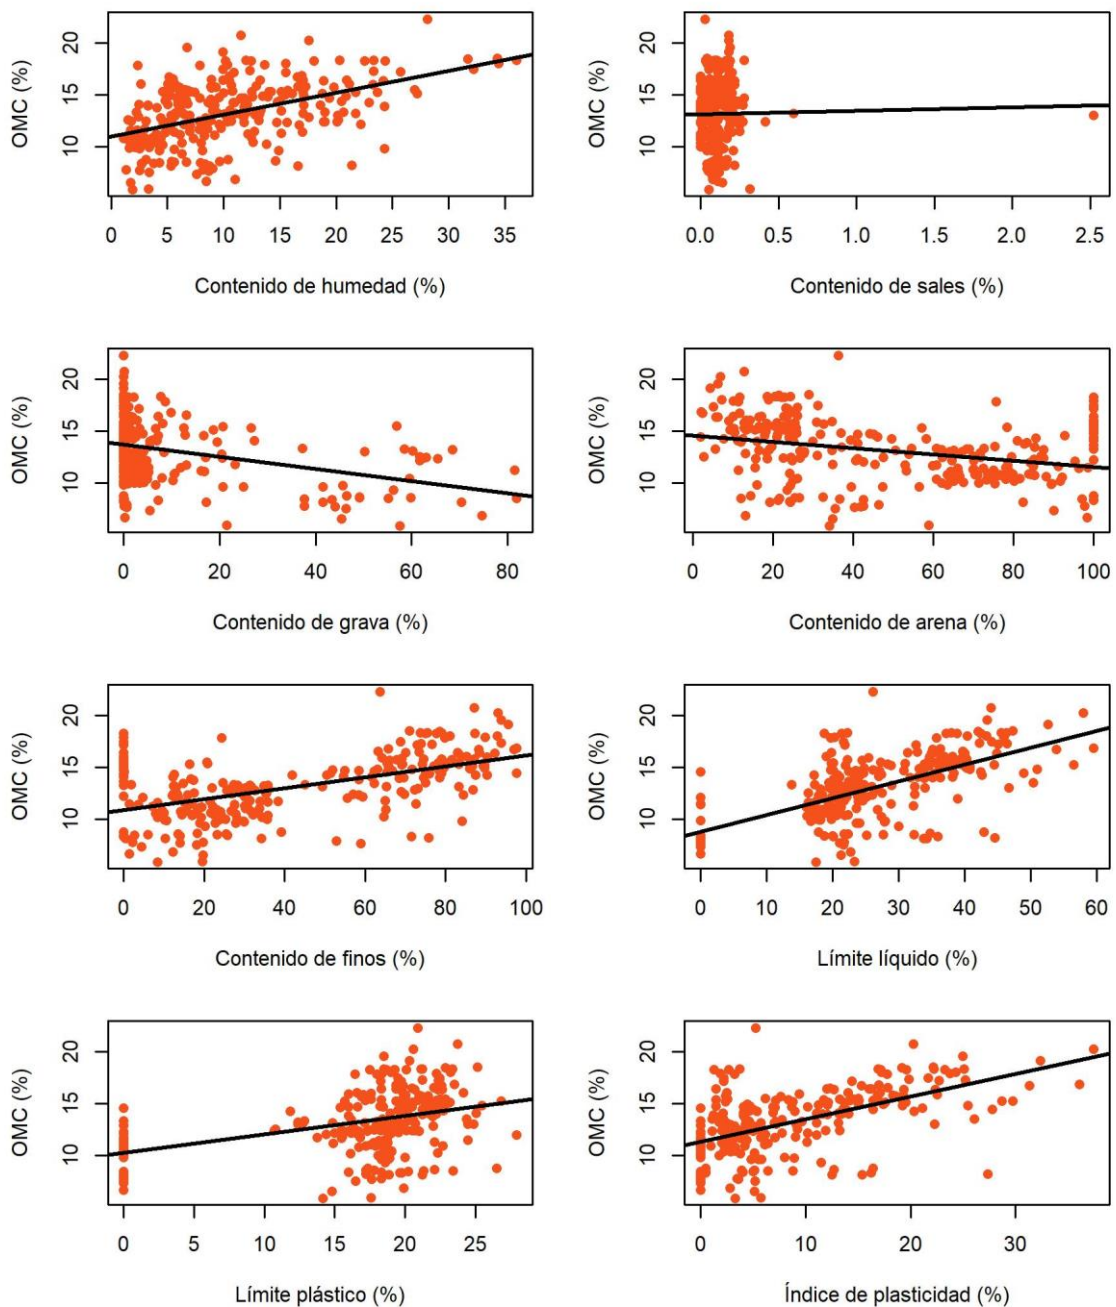 OMC (%)
20
15
10
0 5 10 15 20 25 30 35
Contenido de humedad (%)
OMC (%)
20
15
10
0.0 0.5 1.0 1.5 2.0 2.5
Contenido de sales (%)
OMC (%)
20
15
10
0 20 40 60 80
Contenido de grava (%)
OMC (%)
20
15
10
0 20 40 60 80 100
Contenido de arena (%)
OMC (%)
20
15
10
0 20 40 60 80 100
Contenido de finos (%)
OMC (%)
20
15
10
0 10 20 30 40 50 60
Límite líquido (%)
OMC (%)
20
15
10
0 5 10 15 20 25
Límite plástico (%)
OMC (%)
20
15
10
0 10 20 30
Índice de plasticidad (%)